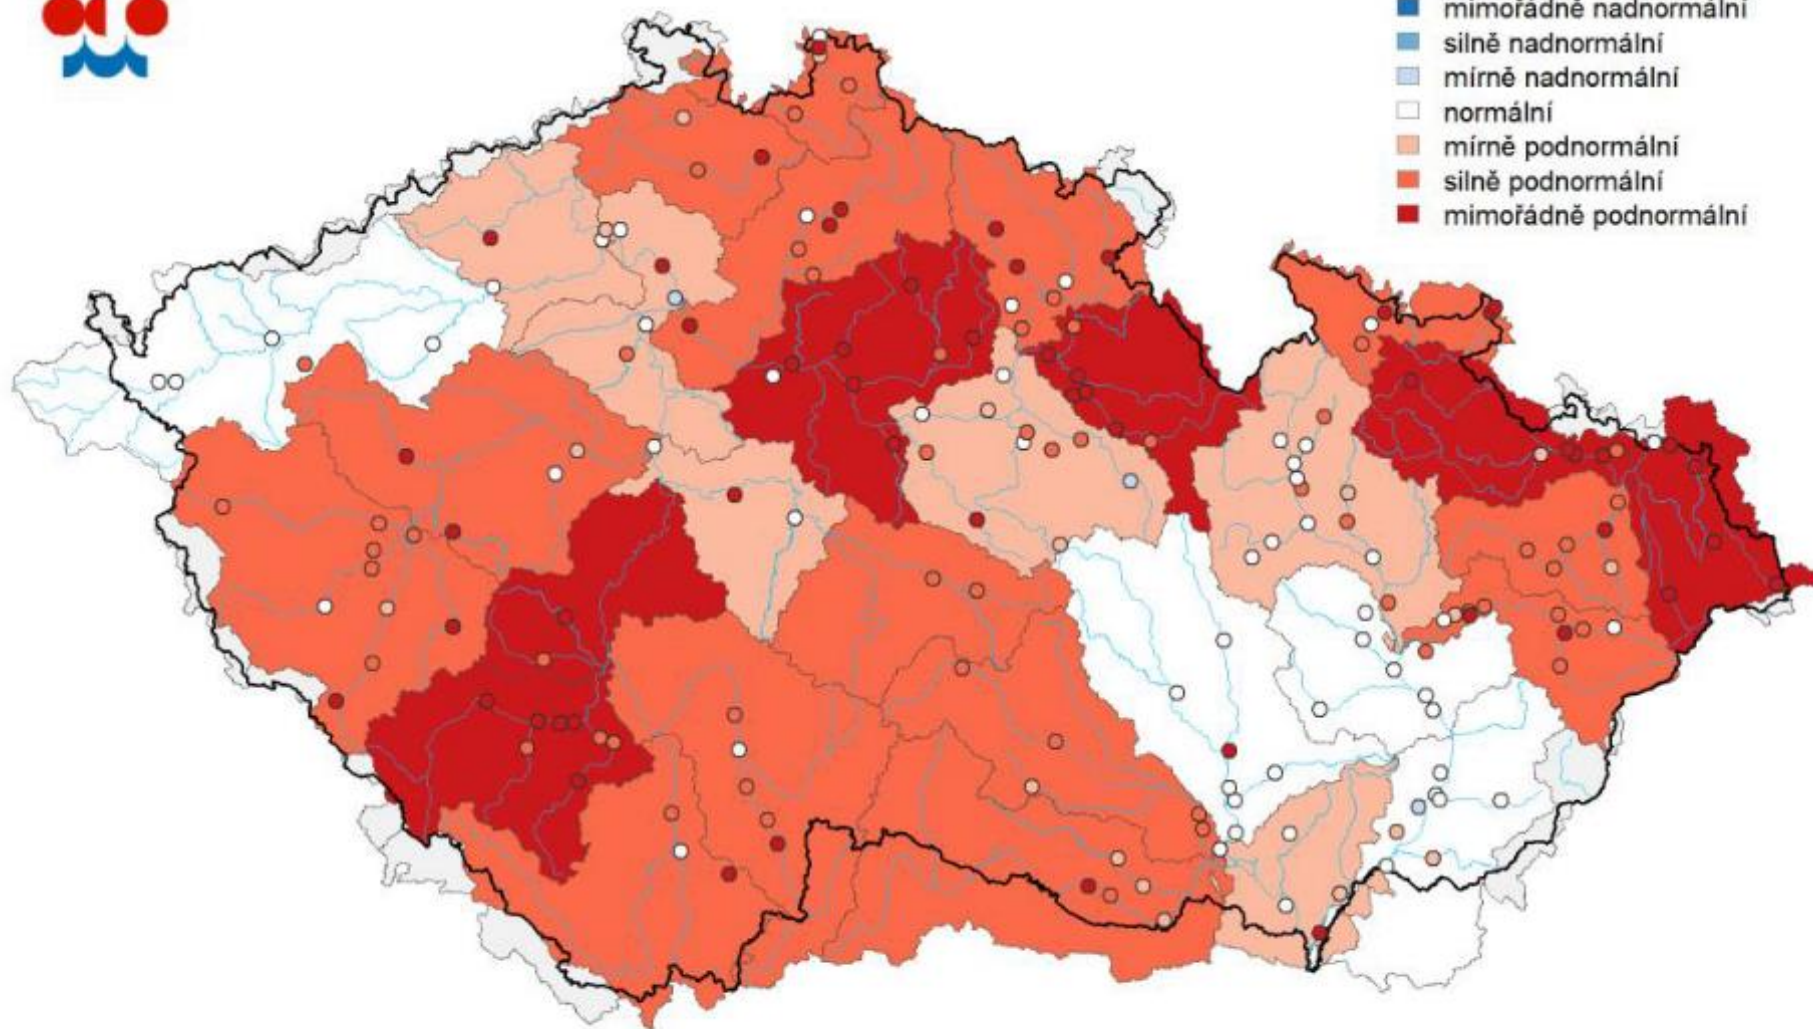 mimořádně nadnormální
silně nadnormální
mírně nadnormální
normální
mírně podnormální
silně podnormální
mimořádně podnormální